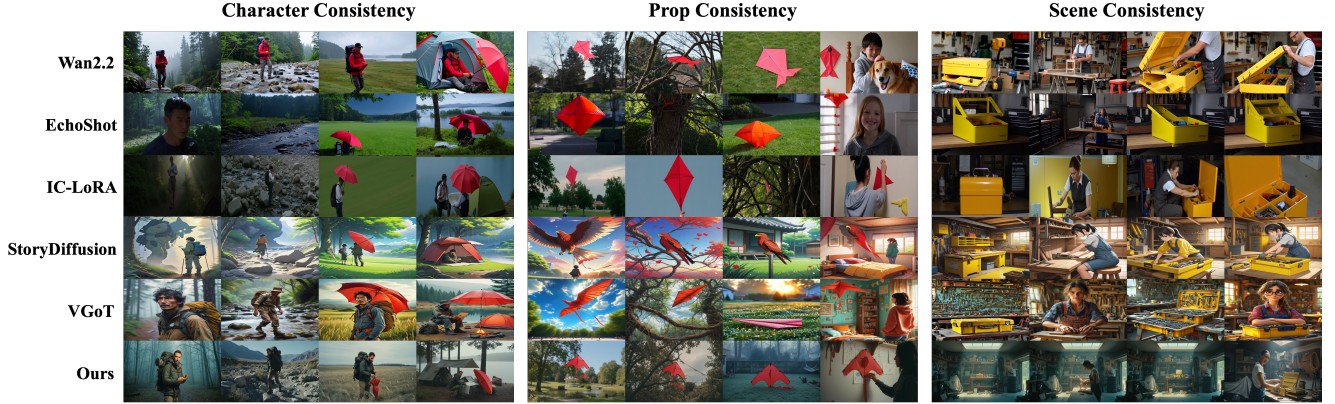 Character Consistency Prop Consistency Scene Consistency
Wan2.2
EchoShot
IC-LoRA
StoryDiffusion
VGoT
Ours